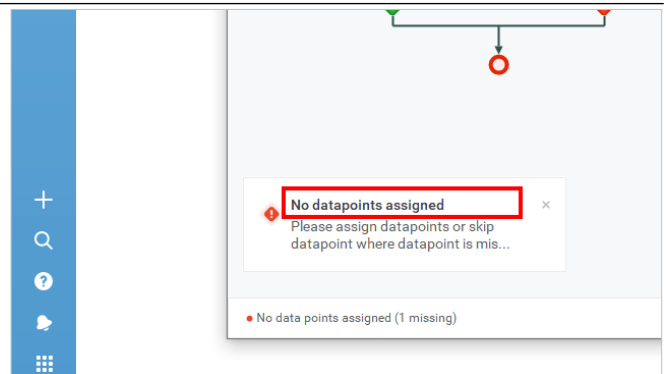 No datapoints assigned
Please assign datapoints or skip
datapoint where datapoint is mis...
No data points assigned (1 missing)